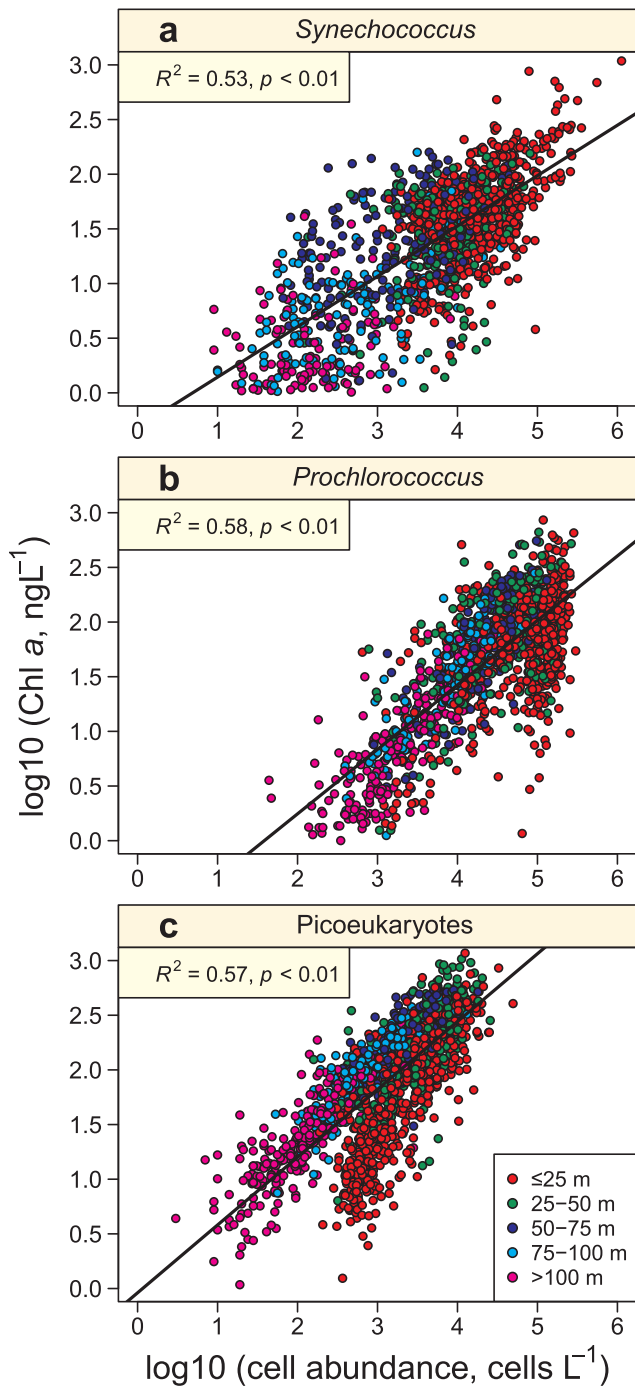 a Synechococcus
R² = 0.53, p < 0.01
3.0
2.5
2.0
1.5
1.0
0.5
0.0
0 1 2 3 4 5 6
b Prochlorococcus
R² = 0.58, p < 0.01
3.0
2.5
2.0
1.5
1.0
0.5
0.0
0 1 2 3 4 5 6
log10 (Chl a, ngL⁻¹)
c Picoeukaryotes
R² = 0.57, p < 0.01
3.0
2.5
2.0
1.5
1.0
0.5
0.0
≤25 m
25−50 m
50−75 m
75−100 m
>100 m
0 1 2 3 4 5 6
log10 (cell abundance, cells L⁻¹)